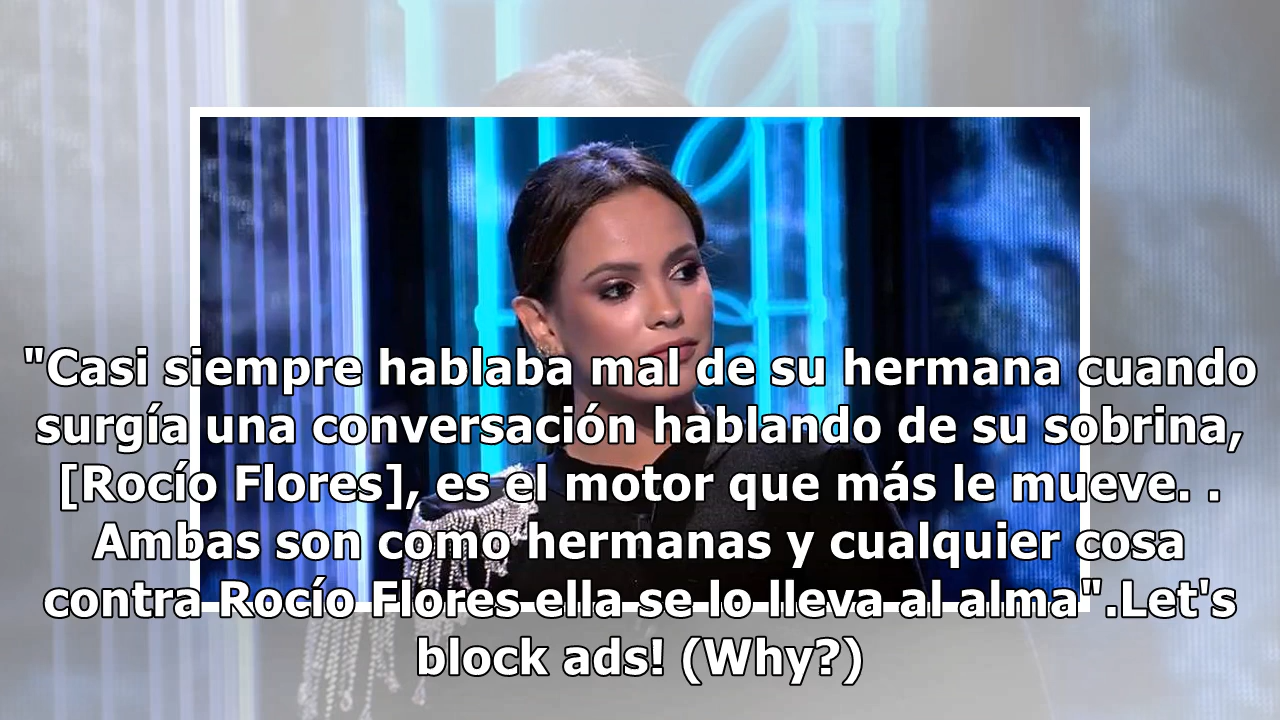 "Casi siempre hablaba mal de su hermana cuando
surgía una conversación hablando de su sobrina,
[Rocío Flores], es el motor que más le mueve. .
Ambas son como hermanas y cualquier cosa
contra Rocío Flores ella se lo lleva al alma".Let's
block ads! (Why?)